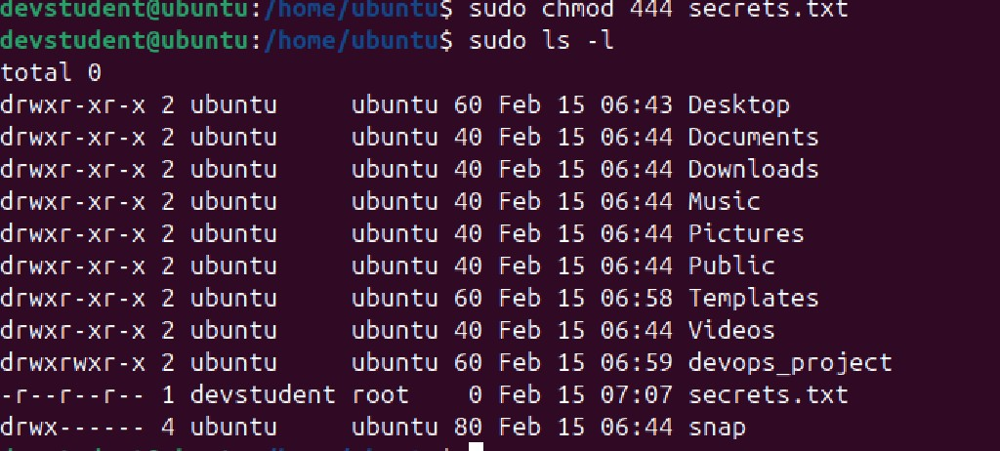 devstudent@ubuntu:/home/ubuntu$ sudo chmod 444 secrets.txt
devstudent@ubuntu:/home/ubuntu$ sudo ls -l
total 0
drwxr-xr-x 2 ubuntu     ubuntu 60 Feb 15 06:43 Desktop
drwxr-xr-x 2 ubuntu     ubuntu 40 Feb 15 06:44 Documents
drwxr-xr-x 2 ubuntu     ubuntu 40 Feb 15 06:44 Downloads
drwxr-xr-x 2 ubuntu     ubuntu 40 Feb 15 06:44 Music
drwxr-xr-x 2 ubuntu     ubuntu 40 Feb 15 06:44 Pictures
drwxr-xr-x 2 ubuntu     ubuntu 40 Feb 15 06:44 Public
drwxr-xr-x 2 ubuntu     ubuntu 60 Feb 15 06:58 Templates
drwxr-xr-x 2 ubuntu     ubuntu 40 Feb 15 06:44 Videos
drwxrwxr-x 2 ubuntu     ubuntu 60 Feb 15 06:59 devops_project
-r--r--r-- 1 devstudent root    0 Feb 15 07:07 secrets.txt
drwx------ 4 ubuntu     ubuntu 80 Feb 15 06:44 snap